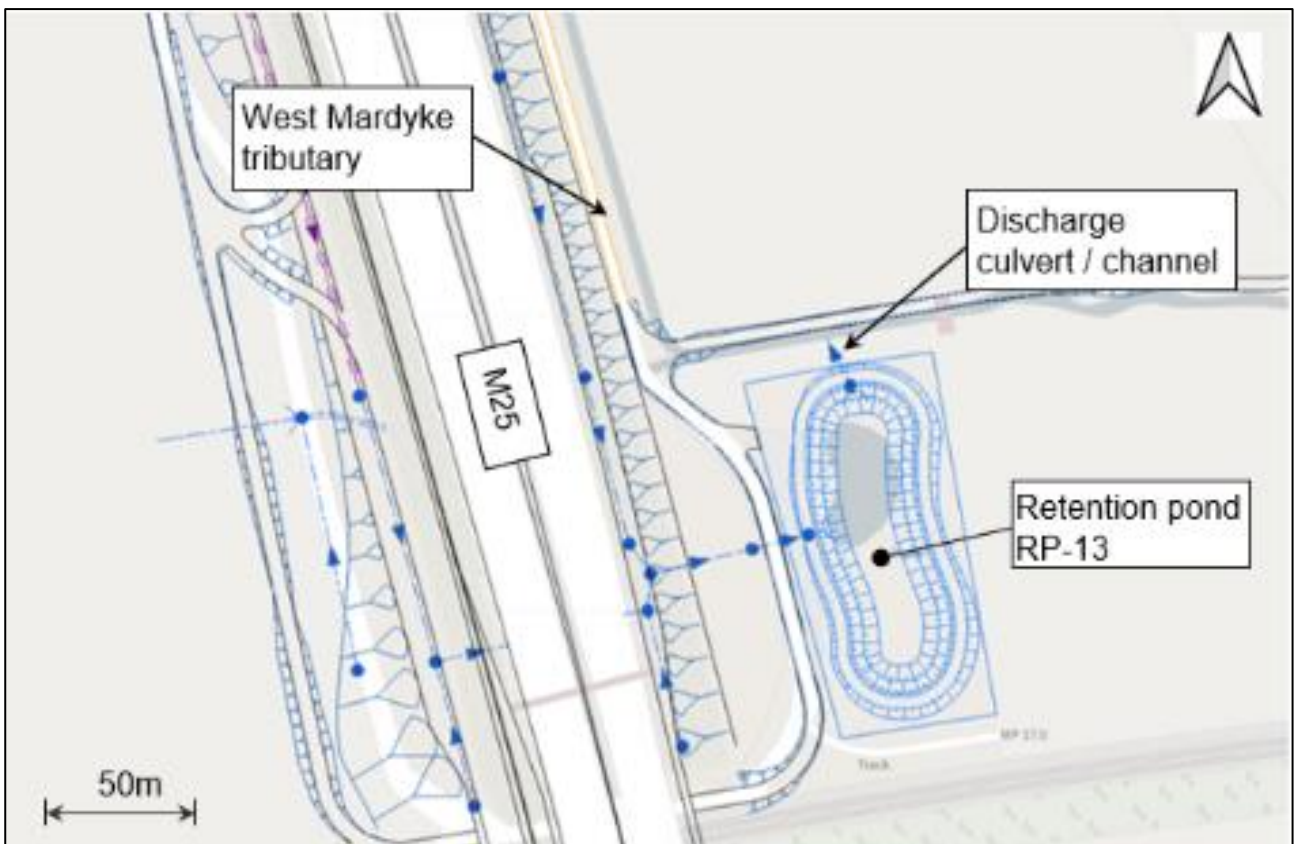 West Mardyke
tributary
Discharge
culvert / channel
M25
Retention pond
RP-13
Track
50m